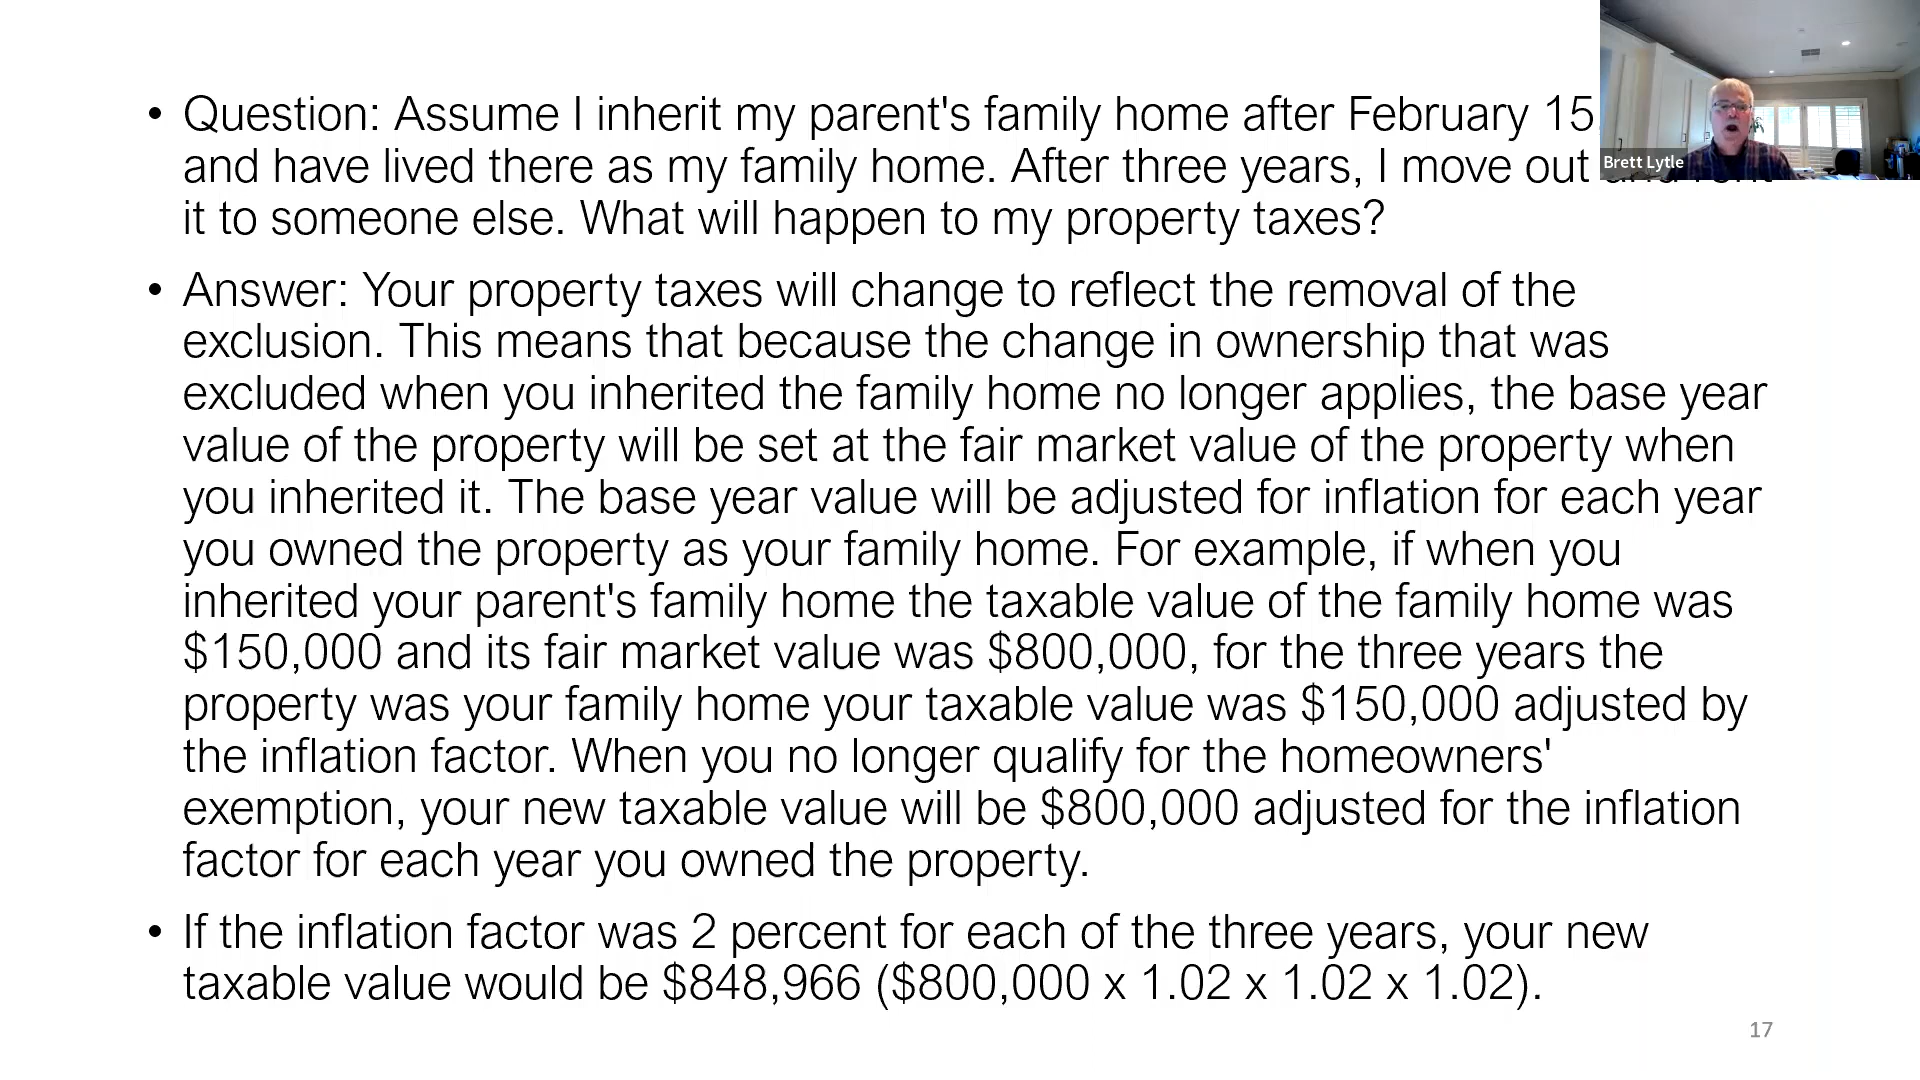 • Question: Assume I inherit my parent's family home after February 15
and have lived there as my family home. After three years, I move out
it to someone else. What will happen to my property taxes?
• Answer: Your property taxes will change to reflect the removal of the
exclusion. This means that because the change in ownership that was
excluded when you inherited the family home no longer applies, the base year
value of the property will be set at the fair market value of the property when
you inherited it. The base year value will be adjusted for inflation for each year
you owned the property as your family home. For example, if when you
inherited your parent's family home the taxable value of the family home was
$150,000 and its fair market value was $800,000, for the three years the
property was your family home your taxable value was $150,000 adjusted by
the inflation factor. When you no longer qualify for the homeowners'
exemption, your new taxable value will be $800,000 adjusted for the inflation
factor for each year you owned the property.
• If the inflation factor was 2 percent for each of the three years, your new
taxable value would be $848,966 ($800,000 x 1.02 x 1.02 x 1.02).
17
Brett Lytle